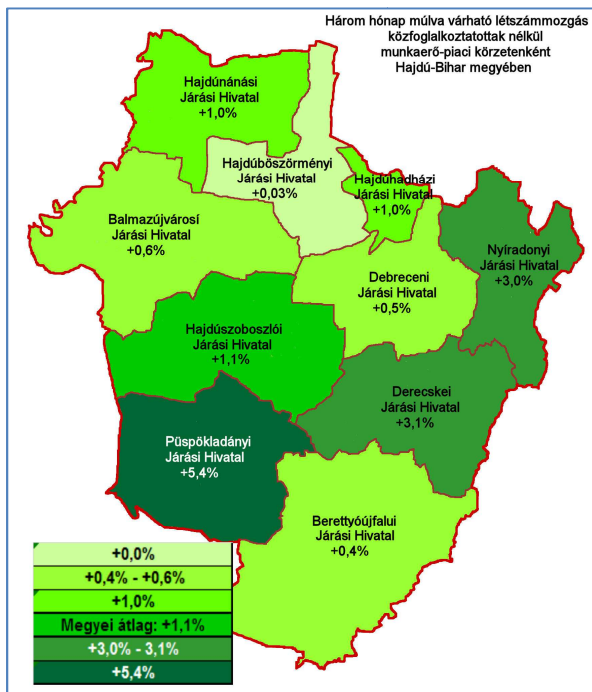 Három hónap múlva várható létszámmozgás
közfoglalkoztatottak nélkül
munkaerő-piaci körzetenként
Hajdú-Bihar megyében
Hajdúnánási
Járási Hivatal
+1,0%
Hajdúböszörményi
Járási Hivatal
+0,03%
Hajdúhadházi
Járási Hivatal
+1,0%
Balmazújvárosí
Járási Hivatal
+0,6%
Nyíradonyi
Járási Hivatal
+3,0%
Debreceni
Járási Hivatal
+0,5%
Hajdúszoboszlói
Járási Hivatal
+1,1%
Derecskei
Járási Hivatal
+3,1%
Püspökladányi
Járási Hivatal
+5,4%
Berettyóújfalui
Járási Hivatal
+0,4%
+0,0%
+0,4% - +0,6%
+1,0%
Megyei átlag: +1,1%
+3,0% - 3,1%
+5,4%